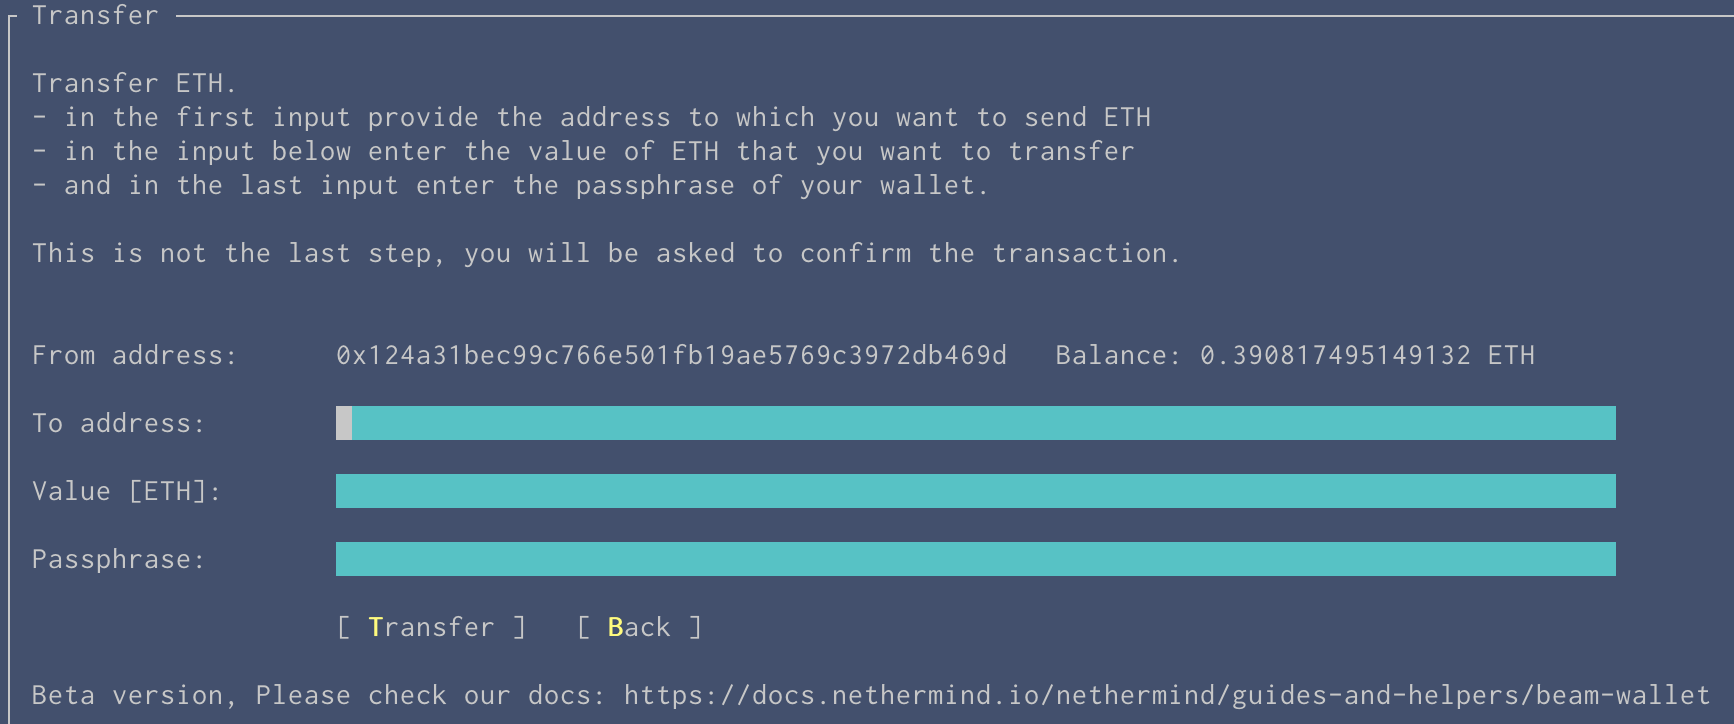 Transfer
Transfer ETH.
- in the first input provide the address to which you want to send ETH
- in the input below enter the value of ETH that you want to transfer
- and in the last input enter the passphrase of your wallet.
This is not the last step, you will be asked to confirm the transaction.
From address: 0x124a31bec99c766e501fb19ae5769c3972db469d Balance: 0.390817495149132 ETH
To address:
Value [ETH]:
Passphrase:
[ Transfer ] [ Back ]
Beta version, Please check our docs: https://docs.nethermind.io/nethermind/guides-and-helpers/beam-wallet